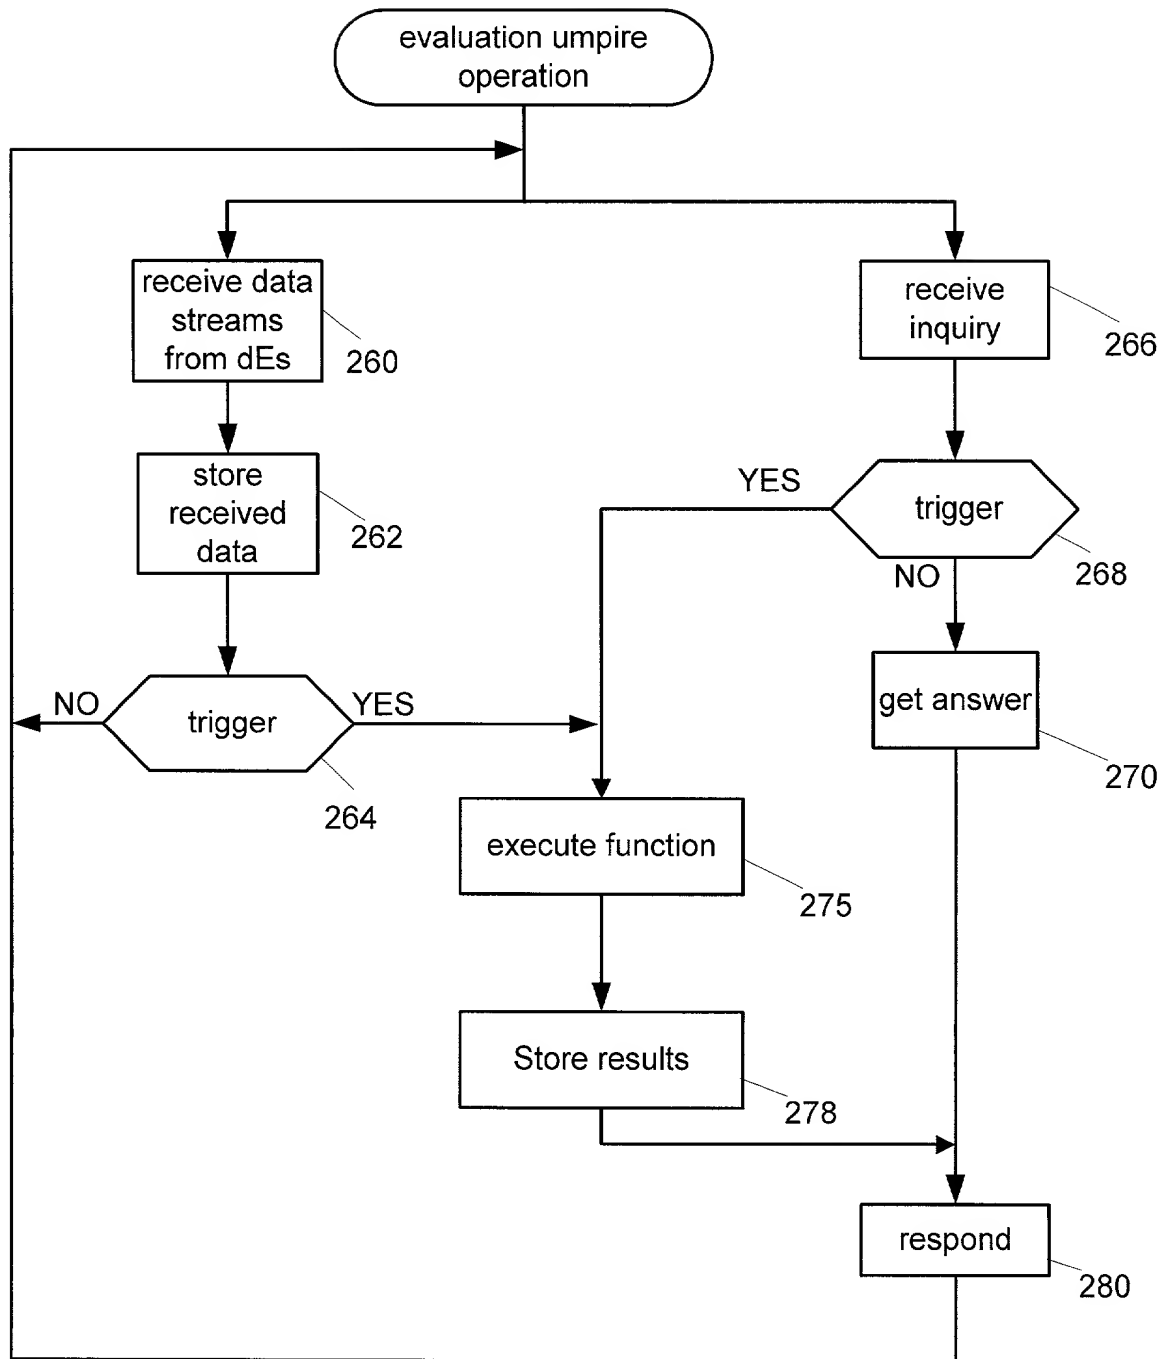 evaluation umpire
operation
receive data
streams
from dEs
260
receive
inquiry
266
store
received
data
262
YES
trigger
268
NO
NO
trigger
YES
264
get answer
270
execute function
275
Store results
278
respond
280